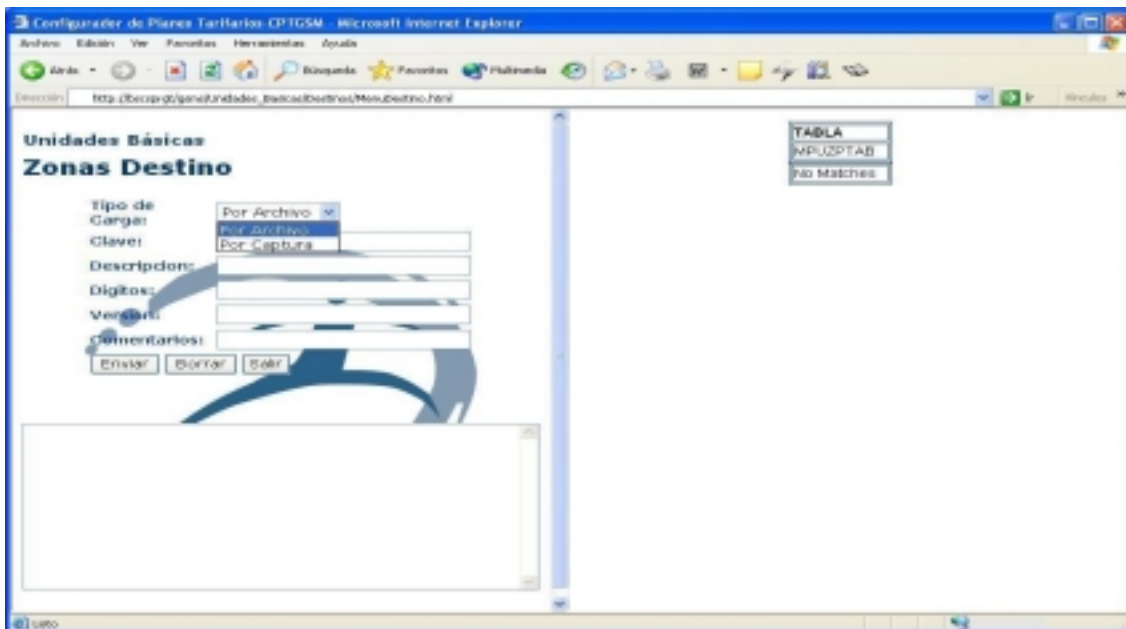 Configurador de Planes Tarifarios-CPTGSM - Microsoft Internet Explorer
Archivo Edición Ver Favoritos Herramientas Ayuda
Atrás Búsqueda Favoritos Multimedia
Dirección Ir Vínculos
Unidades Básicas
Zonas Destino
Tipo de Carga: Por Archivo
Por Archivo
Por Captura
Clave:
Descripcion:
Digitos:
Version:
Comentarios:
Enviar Borrar Salir
TABLA
MPUZPTAB
No Matches
Listo